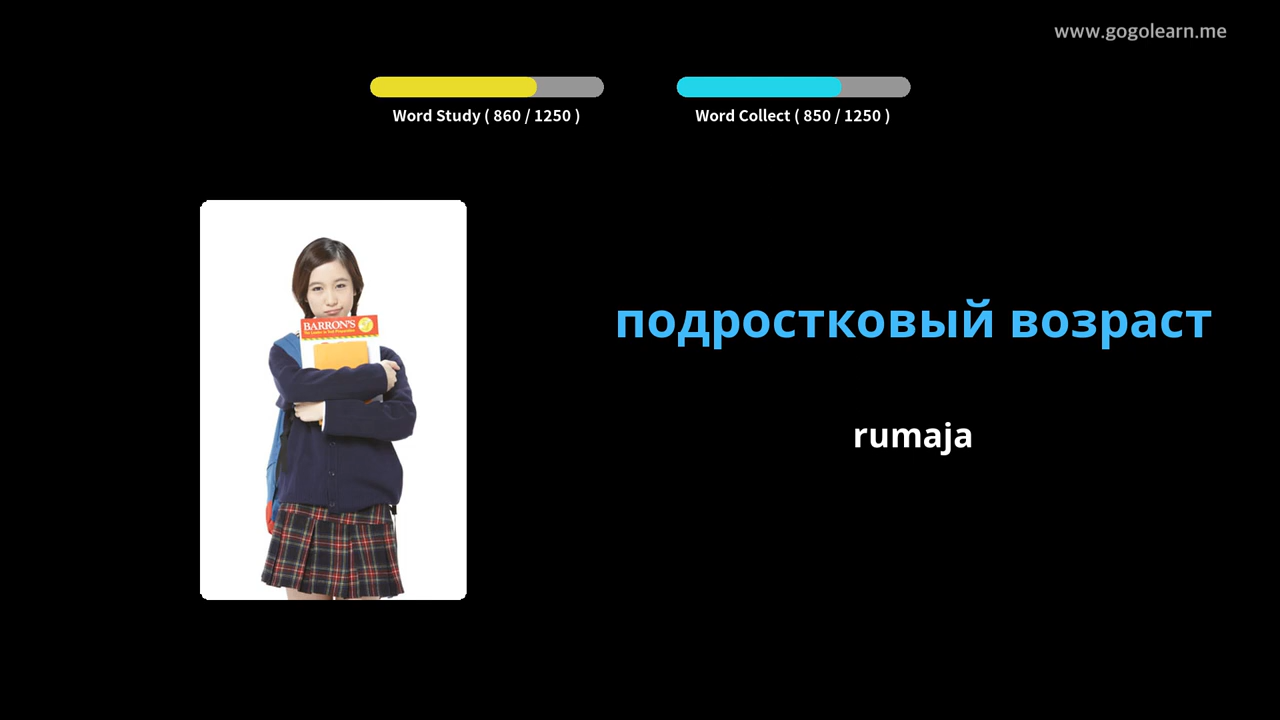 www.gogolearn.me
Word Study ( 860 / 1250 )
Word Collect ( 850 / 1250 )
BARRON'S
подростковый возраст
rumaja